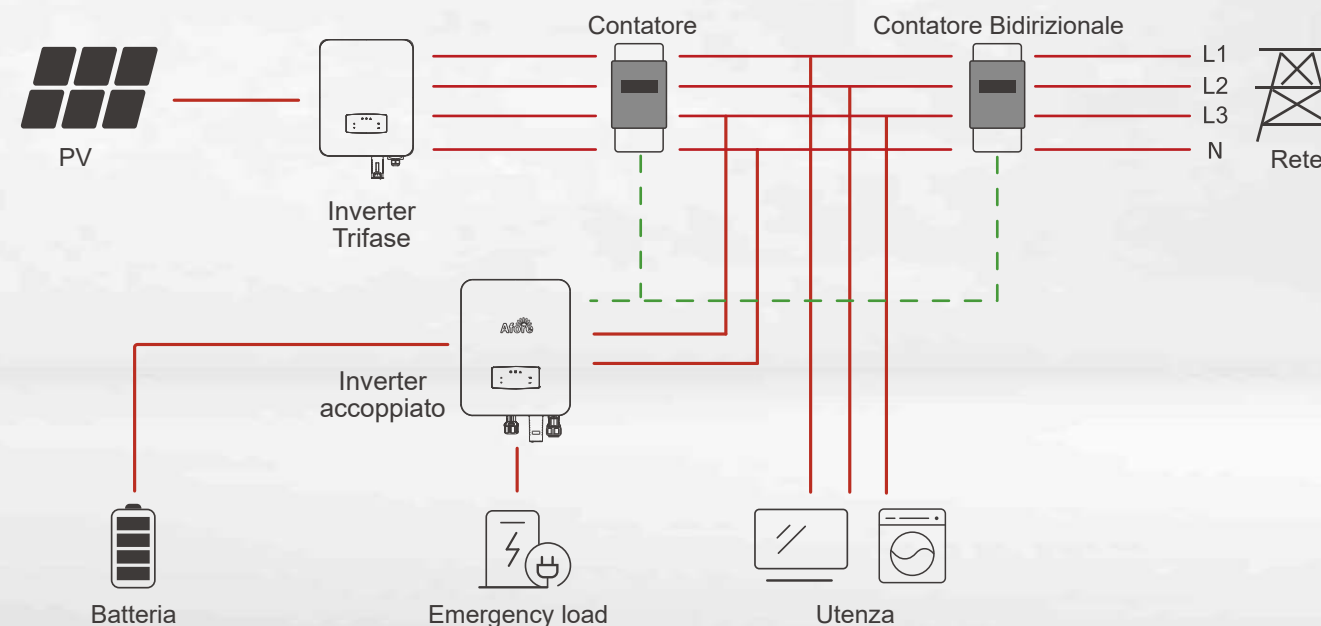 Contatore
Contatore Bidirizionale
L1
L2
L3
N
PV
Rete
Inverter
Trifase
Afore
Inverter
accoppiato
Batteria
Emergency load
Utenza